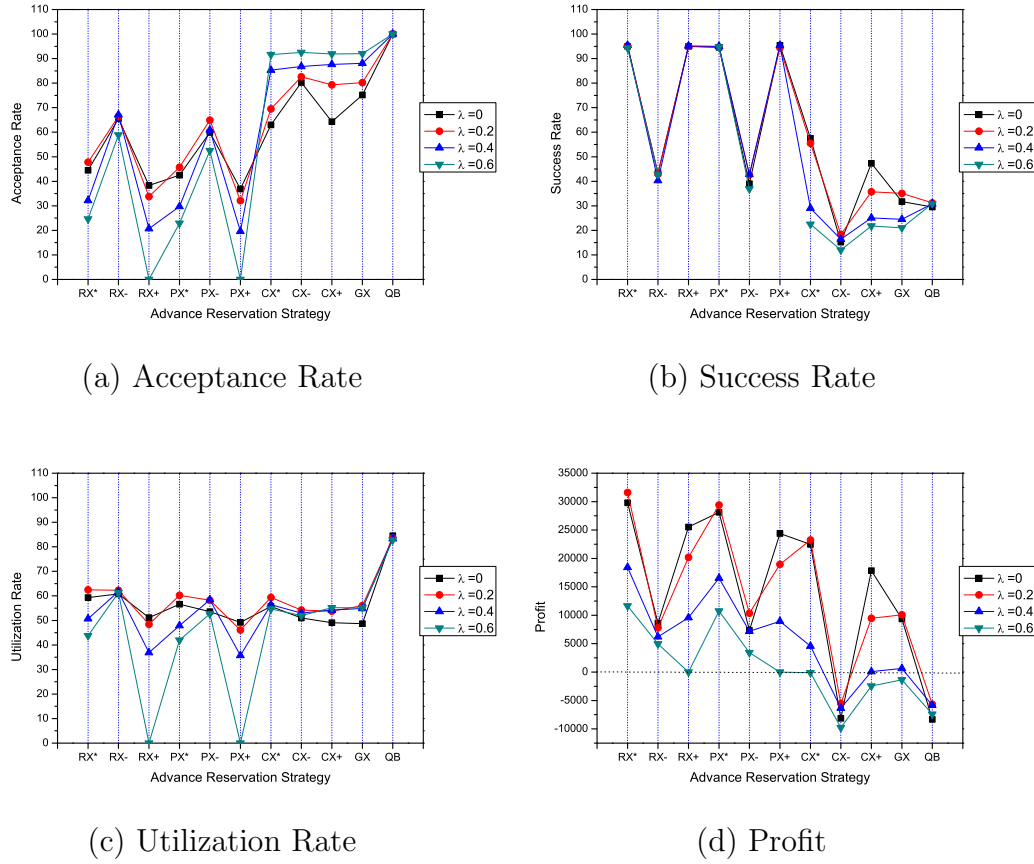 110
100
90
80
70
60
50
40
30
20
10
0
Acceptance Rate
RX* RX- RX+ PX* PX- PX+ CX* CX- CX+ GX QB
Advance Reservation Strategy
λ =0
λ =0.2
λ =0.4
λ =0.6
(a) Acceptance Rate
110
100
90
80
70
60
50
40
30
20
10
0
Success Rate
RX* PX- RX+ PX* PX- PX+ CX* CX- CX+ GX QB
Advance Reservation Strategy
λ =0
λ =0.2
λ =0.4
λ =0.6
(b) Success Rate
110
100
90
80
70
60
50
40
30
20
10
0
Utilization Rate
RX* RX- RX+ PX* PX- PX+ CX* CX- CX+ GX QB
Advance Reservation Strategy
λ =0
λ =0.2
λ =0.4
λ =0.6
(c) Utilization Rate
35000
30000
25000
20000
15000
10000
5000
0
-5000
-10000
Profit
RX* RX- RX+ PX* PX- PX+ CX* CX- CX+ GX QB
Advance Reservation Strategy
λ =0
λ =0.2
λ =0.4
λ =0.6
(d) Profit